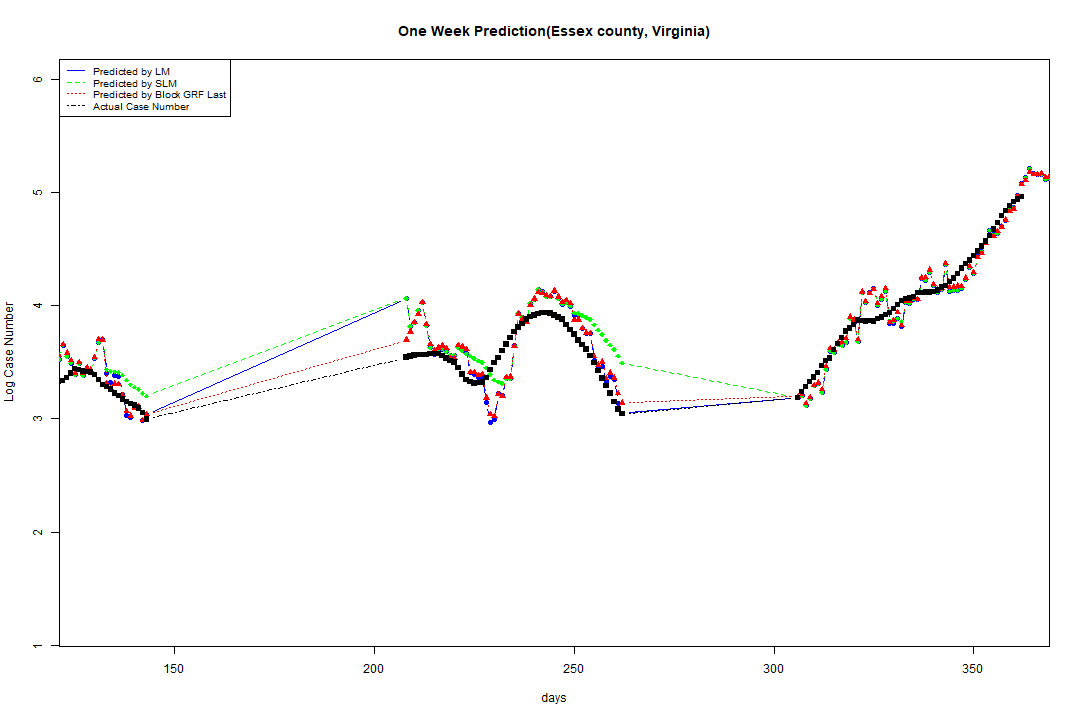 One Week Prediction(Essex county, Virginia)
Predicted by LM
Predicted by SLM
Predicted by Block GRF Last
Actual Case Number
6
5
4
3
2
1
Log Case Number
150 200 250 300 350
days